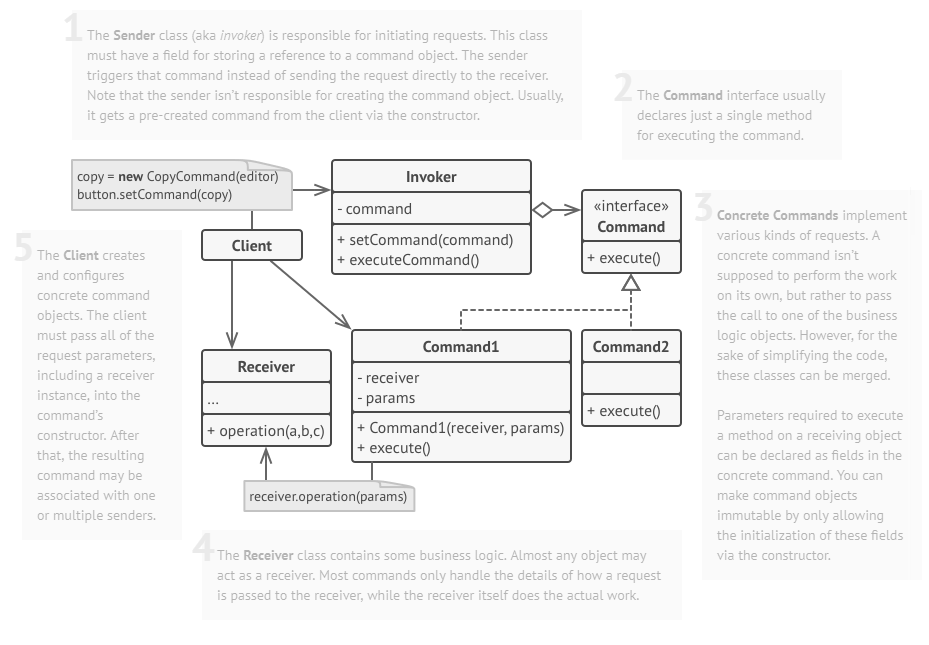 1
The Sender class (aka invoker) is responsible for initiating requests. This class
must have a field for storing a reference to a command object. The sender
triggers that command instead of sending the request directly to the receiver.
Note that the sender isn't responsible for creating the command object. Usually,
it gets a pre-created command from the client via the constructor.
2
The Command interface usually
declares just a single method
for executing the command.
copy = new CopyCommand(editor)
button.setCommand(copy)
Invoker
- command
+ setCommand(command)
+ executeCommand()
«interface»
Command
+ execute()
3
Concrete Commands implement
various kinds of requests. A
concrete command isn't
supposed to perform the work
on its own, but rather to pass
the call to one of the business
logic objects. However, for the
sake of simplifying the code,
these classes can be merged.
Parameters required to execute
a method on a receiving object
can be declared as fields in the
concrete command. You can
make command objects
immutable by only allowing
the initialization of these fields
via the constructor.
5
The Client creates
and configures
concrete command
objects. The client
must pass all of the
request parameters,
including a receiver
instance, into the
command's
constructor. After
that, the resulting
command may be
associated with one
or multiple senders.
Client
Receiver
...
+ operation(a,b,c)
Command1
- receiver
- params
+ Command1(receiver, params)
+ execute()
Command2
+ execute()
receiver.operation(params)
4
The Receiver class contains some business logic. Almost any object may
act as a receiver. Most commands only handle the details of how a request
is passed to the receiver, while the receiver itself does the actual work.